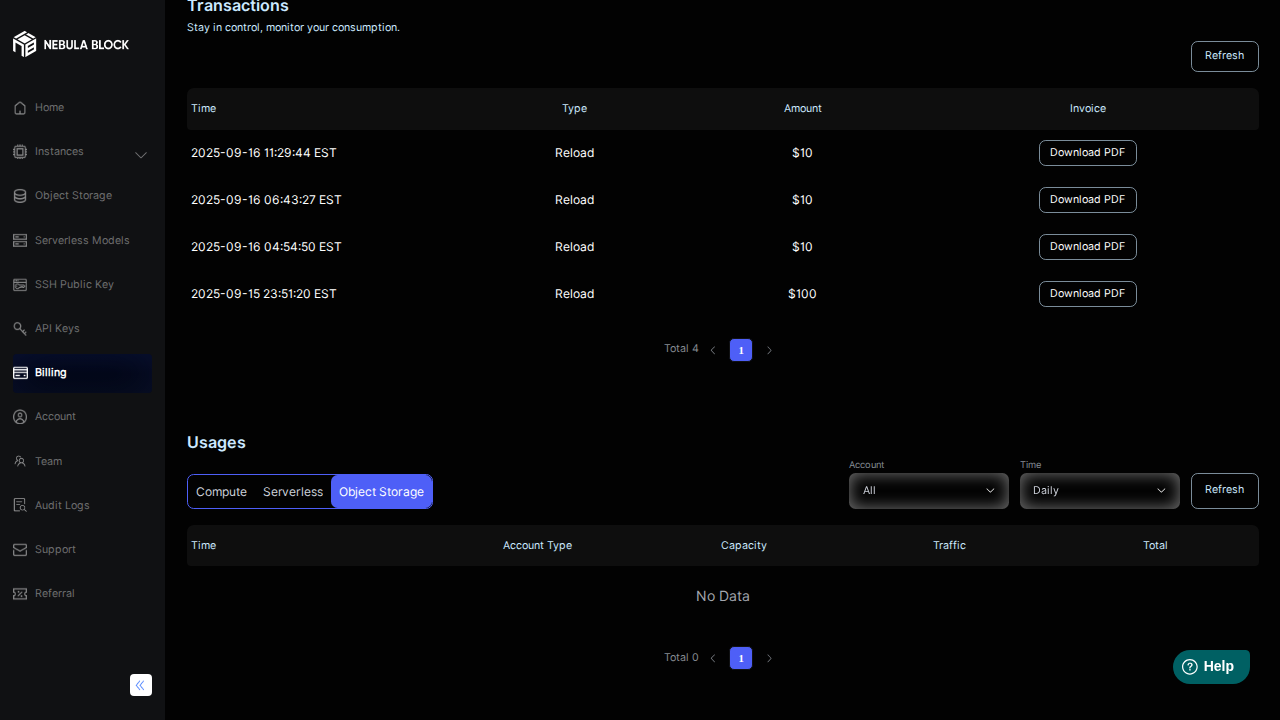 NEBULA BLOCK
Home
Instances
Object Storage
Serverless Models
SSH Public Key
API Keys
Billing
Account
Team
Audit Logs
Support
Referral
Transactions
Stay in control, monitor your consumption.
Refresh
Time Type Amount Invoice
2025-09-16 11:29:44 EST Reload $10 Download PDF
2025-09-16 06:43:27 EST Reload $10 Download PDF
2025-09-16 04:54:50 EST Reload $10 Download PDF
2025-09-15 23:51:20 EST Reload $100 Download PDF
Total 4 1
Usages
Account Time
Compute Serverless Object Storage All Daily Refresh
Time Account Type Capacity Traffic Total
No Data
Total 0 1
Help